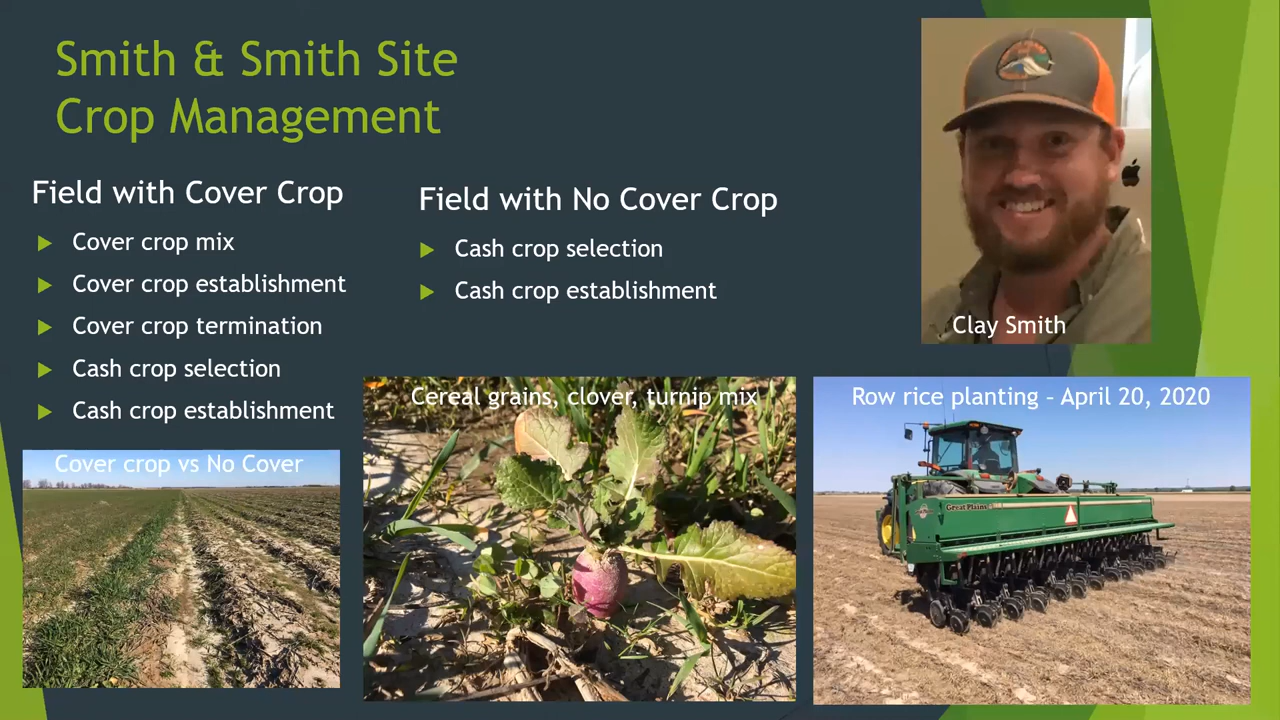 Smith & Smith Site
Crop Management
Field with Cover Crop
Cover crop mix
Cover crop establishment
Cover crop termination
Cash crop selection
Cash crop establishment
Field with No Cover Crop
Cash crop selection
Cash crop establishment
Clay Smith
Cover crop vs No Cover
Cereal grains, clover, turnip mix
Row rice planting – April 20, 2020
Great Plains